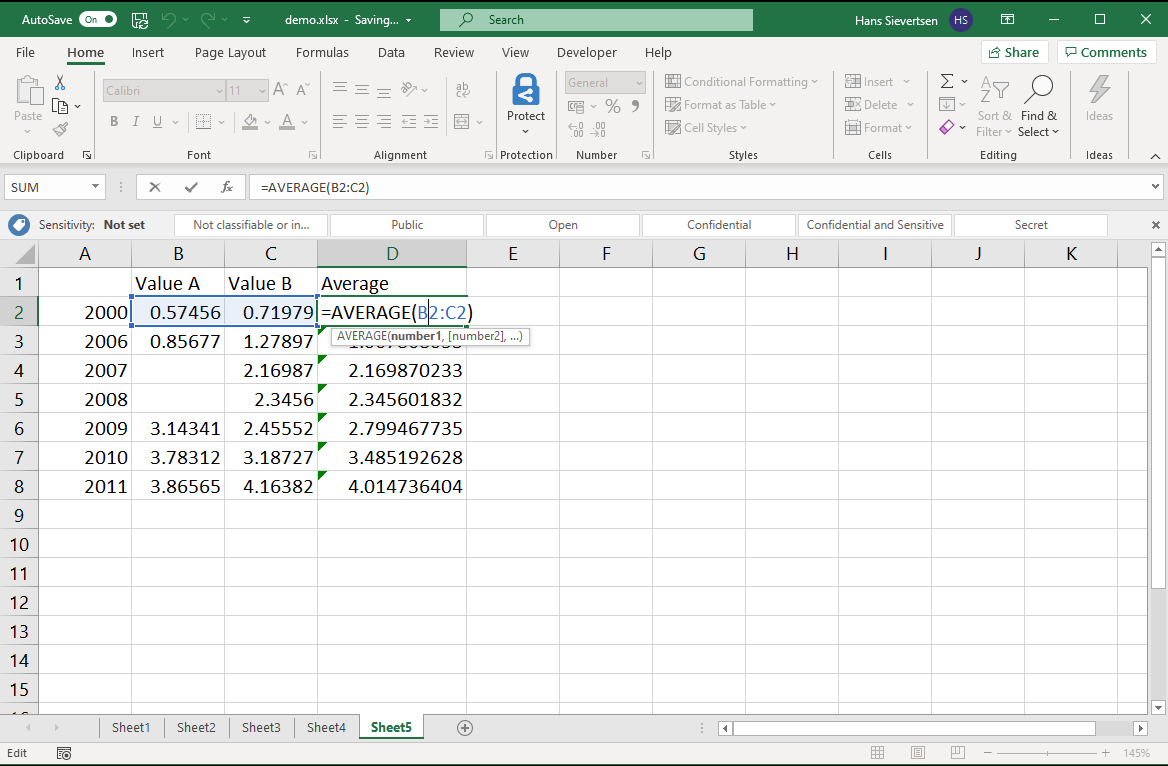 AutoSave On demo.xlsx - Saving... Search Hans Sievertsen HS
File Home Insert Page Layout Formulas Data Review View Developer Help Share Comments
Calibri 11 General Conditional Formatting Insert
Paste Protect Format as Table Delete Sort & Find & Ideas
B I U Cell Styles Format Filter Select
Clipboard Font Alignment Protection Number Styles Cells Editing Ideas
SUM fx =AVERAGE(B2:C2)
Sensitivity: Not set Not classifiable or in... Public Open Confidential Confidential and Sensitive Secret
A B C D E F G H I J K
1 Value A Value B Average
2 2000 0.57456 0.71979 =AVERAGE(B2:C2)
AVERAGE(number1, [number2], ...)
3 2006 0.85677 1.27897
4 2007 2.16987 2.169870233
5 2008 2.3456 2.345601832
6 2009 3.14341 2.45552 2.799467735
7 2010 3.78312 3.18727 3.485192628
8 2011 3.86565 4.16382 4.014736404
9
10
11
12
13
14
15
Sheet1 Sheet2 Sheet3 Sheet4 Sheet5
Edit 145%